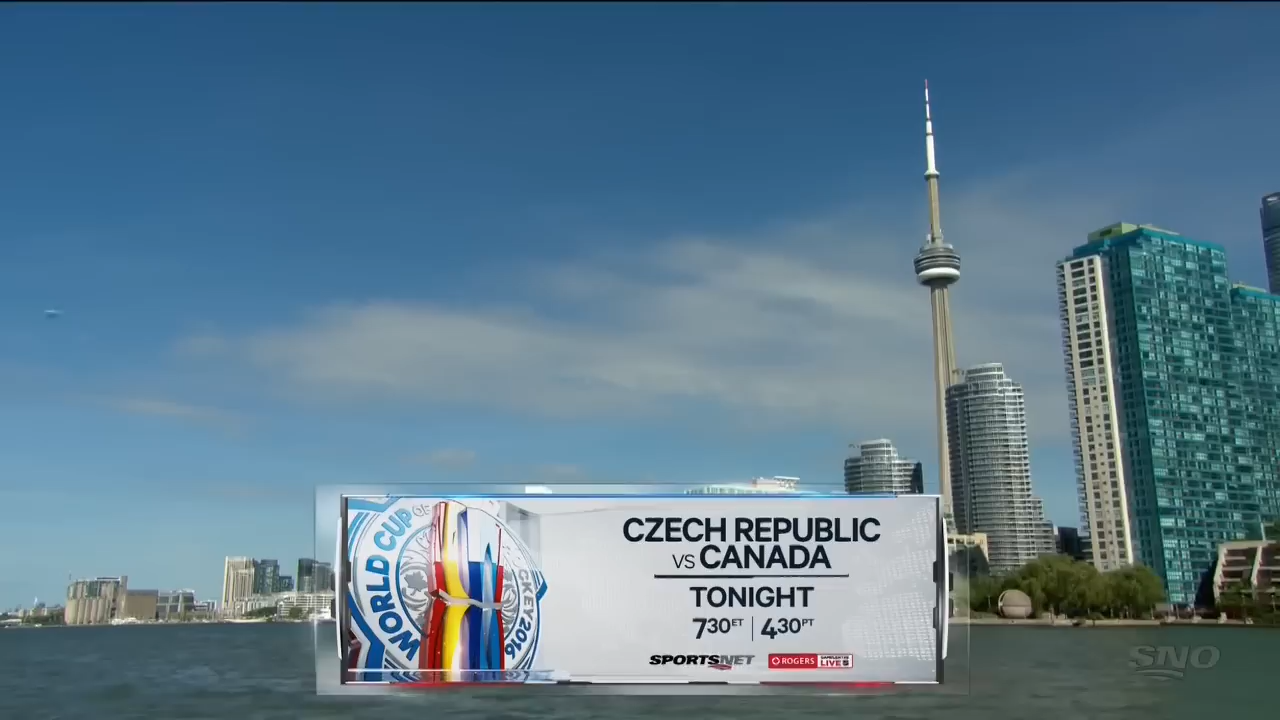 WORLD CUP OF
CKEY 2016
CZECH REPUBLIC
VS CANADA
TONIGHT
7 30 ET | 4 30 PT
SPORTSNET
ROGERS
LIVE
SNO